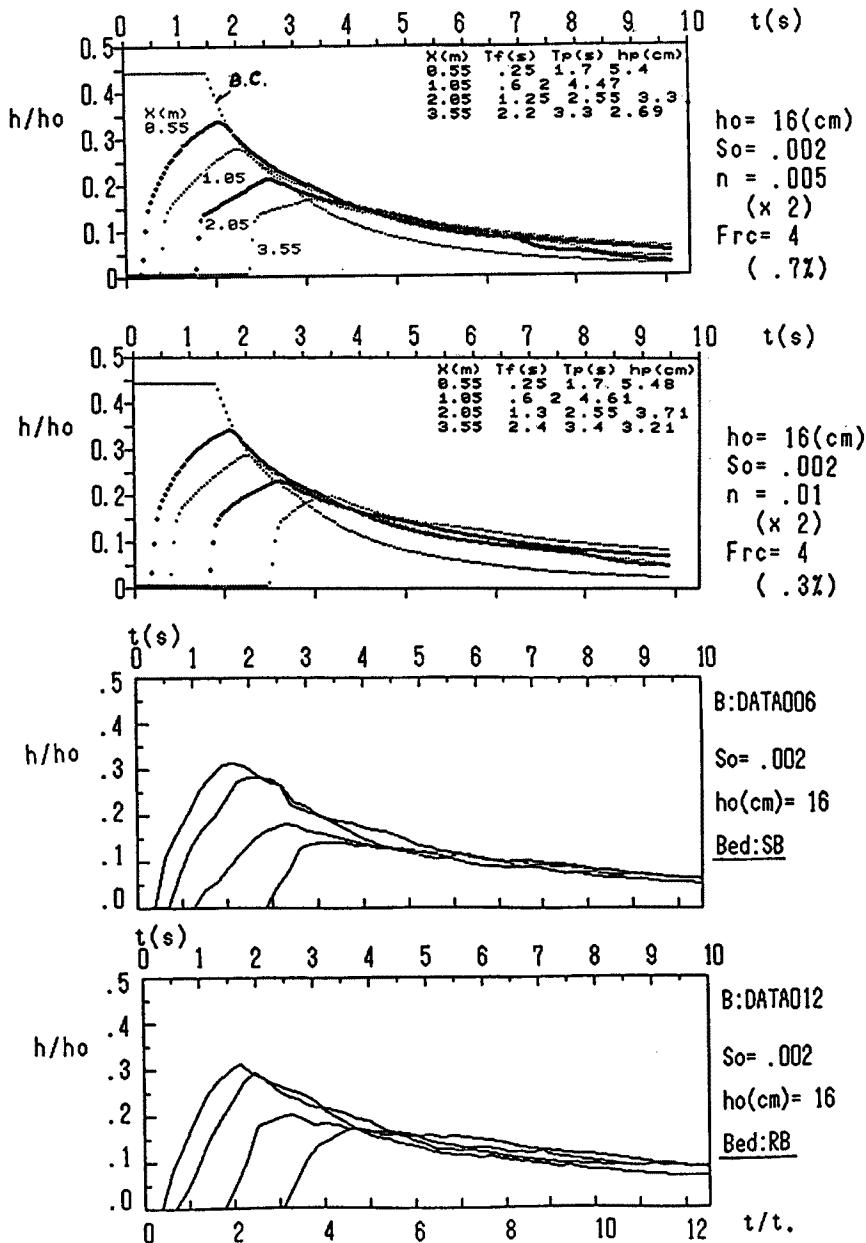 0 1 2 3 4 5 6 7 8 9 10 t(s)
0.5
0.4
h/ho
0.3
0.2
0.1
0
B.C.
X(m)
0.55
1.05
2.05
3.55
X(m) Tf(s) Tp(s) hp(cm)
0.55 .25 1.7 5.4
1.05 .6 2 4.47
2.05 1.25 2.55 3.3
3.55 2.2 3.3 2.69
ho= 16(cm)
So= .002
n = .005
(x 2)
Frc= 4
( .7%)
0 1 2 3 4 5 6 7 8 9 10 t(s)
0.5
0.4
h/ho
0.3
0.2
0.1
0
X(m) Tf(s) Tp(s) hp(cm)
0.55 .25 1.7 5.48
1.05 .6 2 4.61
2.05 1.3 2.55 3.71
3.55 2.4 3.4 3.21
ho= 16(cm)
So= .002
n = .01
(x 2)
Frc= 4
( .3%)
t(s)
0 1 2 3 4 5 6 7 8 9 10
.5
.4
h/ho
.3
.2
.1
.0
B:DATA006
So= .002
ho(cm)= 16
Bed:SB
t(s)
0 1 2 3 4 5 6 7 8 9 10
.5
.4
h/ho
.3
.2
.1
.0
B:DATA012
So= .002
ho(cm)= 16
Bed:RB
0 2 4 6 8 10 12 t/t.